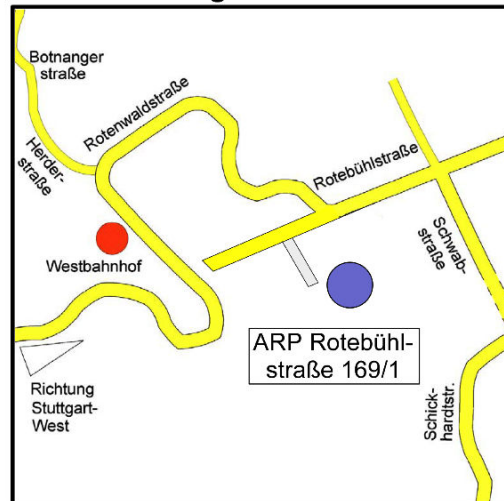 Botnanger
straße
Herder-
straße
Rotenwaldstraße
Rotebühlstraße
Schwab-
straße
Westbahnhof
ARP Rotebühl-
straße 169/1
Richtung
Stuttgart-
West
Schick-
hardtstr.